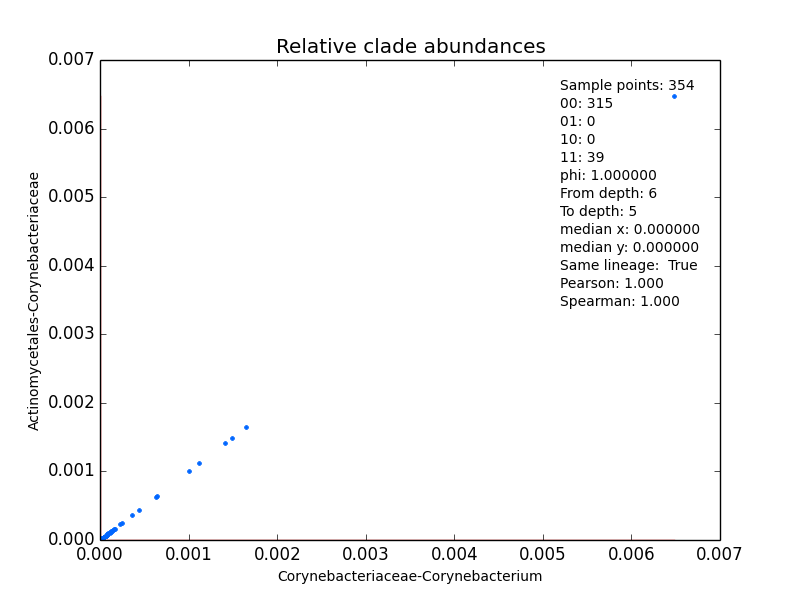 Relative clade abundances
0.007
0.006
0.005
0.004
0.003
0.002
0.001
0.000
Actinomycetales-Corynebacteriaceae
Sample points: 354
00: 315
01: 0
10: 0
11: 39
phi: 1.000000
From depth: 6
To depth: 5
median x: 0.000000
median y: 0.000000
Same lineage:  True
Pearson: 1.000
Spearman: 1.000
0.000 0.001 0.002 0.003 0.004 0.005 0.006 0.007
Corynebacteriaceae-Corynebacterium